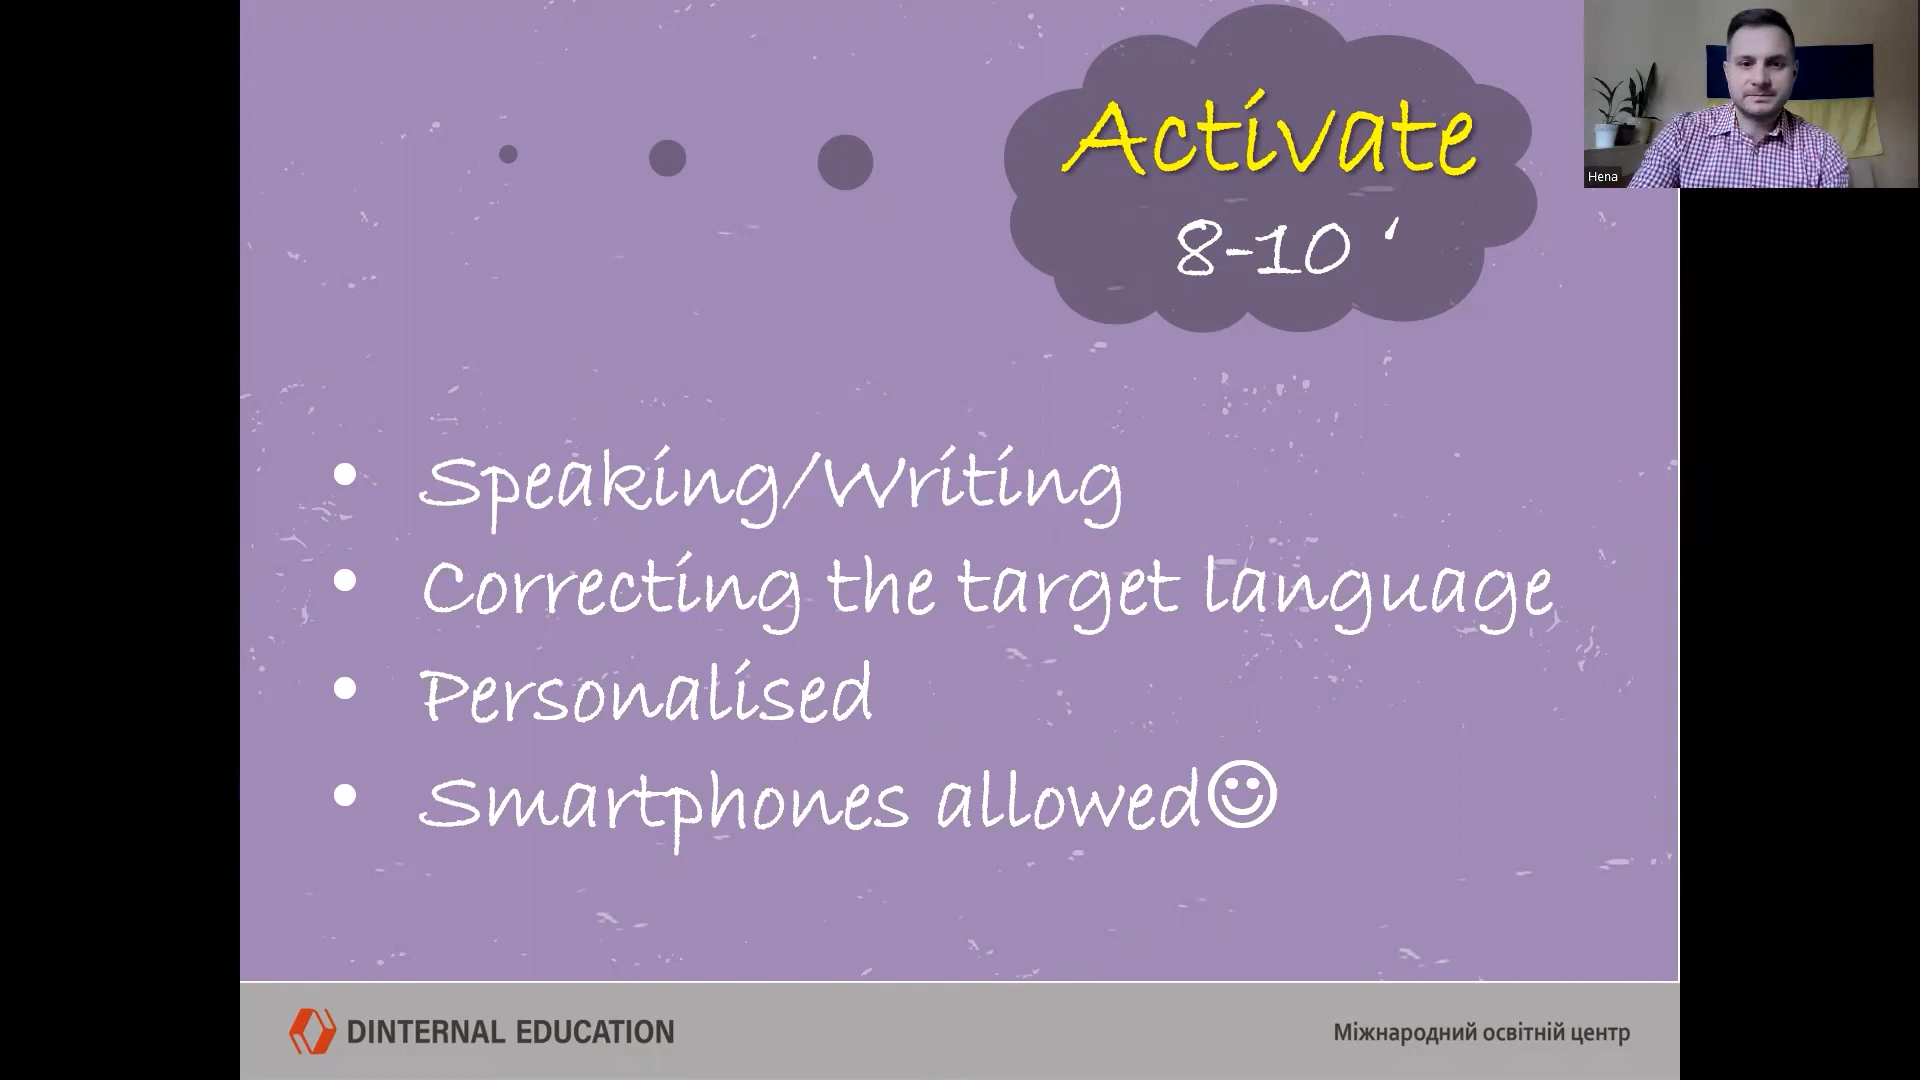 Activate
8-10 ‘
Hena
• Speaking/Writing
• Correcting the target language
• Personalised
• Smartphones allowed☺
DINTERNAL EDUCATION
Міжнародний освітній центр